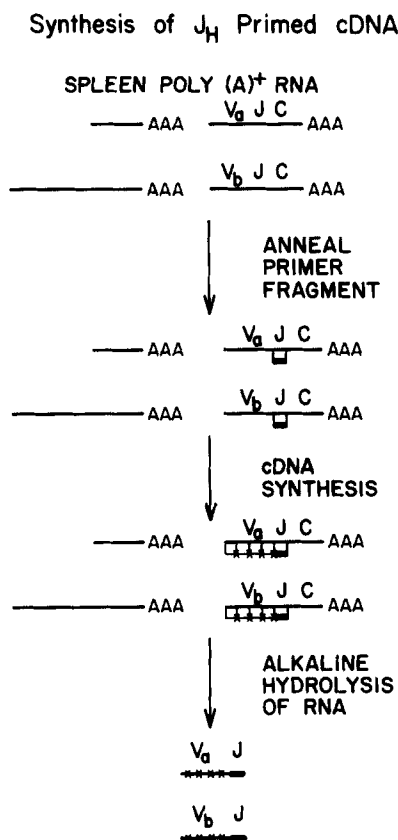 Synthesis of J_H Primed cDNA
SPLEEN POLY (A)+ RNA
Va J C
AAA AAA
Vb J C
AAA AAA
ANNEAL
PRIMER
FRAGMENT
Va J C
AAA AAA
Vb J C
AAA AAA
cDNA
SYNTHESIS
Va J C
AAA AAA
Vb J C
AAA AAA
ALKALINE
HYDROLYSIS
OF RNA
Va J
Vb J